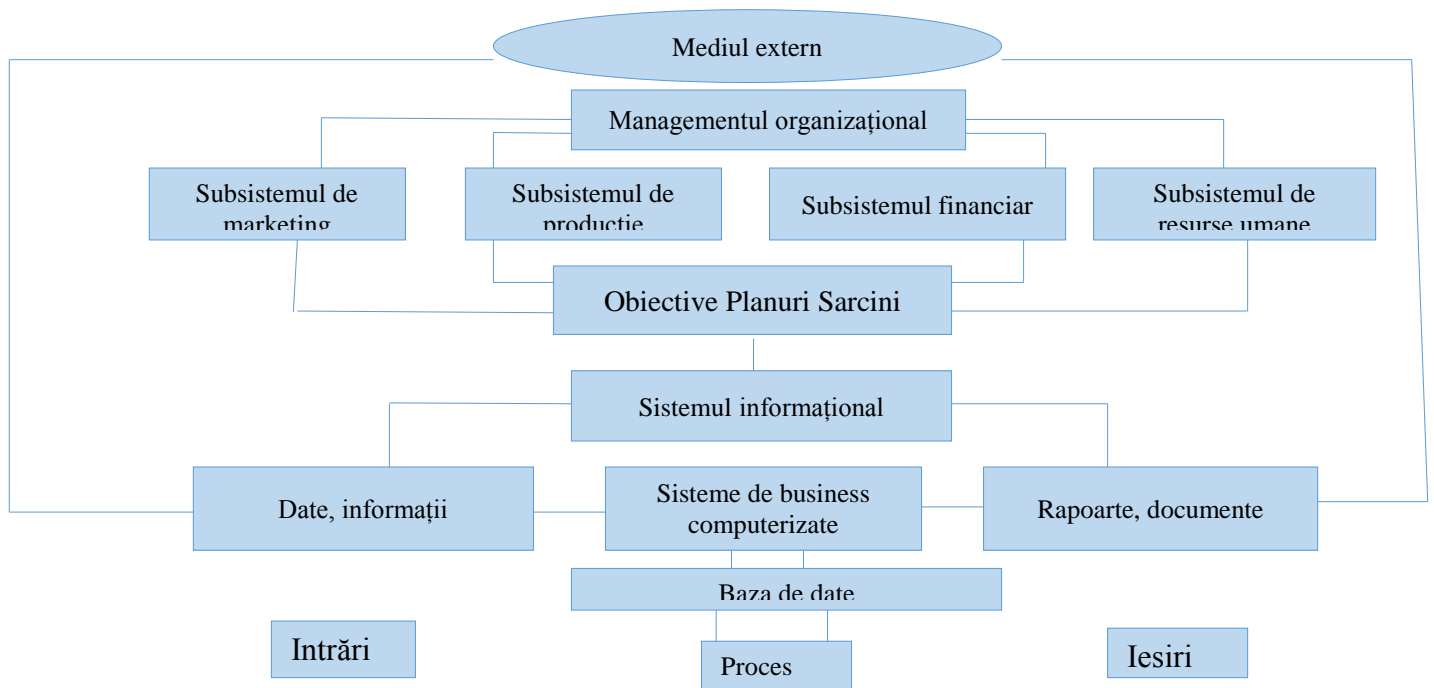 Mediul extern
Managementul organizațional
Subsistemul de
marketing
Subsistemul de
producție
Subsistemul financiar
Subsistemul de
resurse umane
Obiective Planuri Sarcini
Sistemul informațional
Date, informații
Sisteme de business
computerizate
Rapoarte, documente
Baza de date
Intrări
Proces
Iesiri